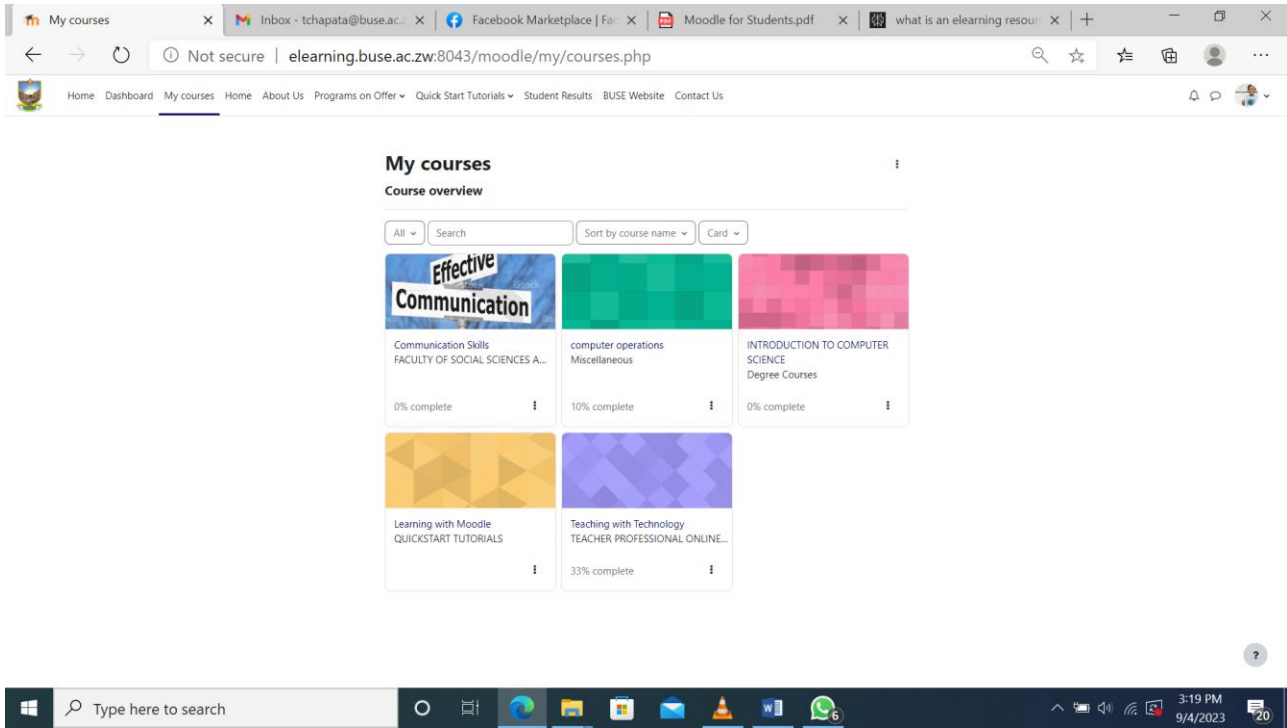 My courses
Inbox - tchapata@buse.ac.z
Facebook Marketplace | Fac
Moodle for Students.pdf
what is an elearning resour
Not secure | elearning.buse.ac.zw:8043/moodle/my/courses.php
Home Dashboard My courses Home About Us Programs on Offer Quick Start Tutorials Student Results BUSE Website Contact Us
My courses
Course overview
All Search Sort by course name Card
Effective
Communication
Communication Skills
FACULTY OF SOCIAL SCIENCES A...
0% complete
computer operations
Miscellaneous
10% complete
INTRODUCTION TO COMPUTER
SCIENCE
Degree Courses
0% complete
Learning with Moodle
QUICKSTART TUTORIALS
Teaching with Technology
TEACHER PROFESSIONAL ONLINE...
33% complete
?
Type here to search
6
3:19 PM
9/4/2023
20